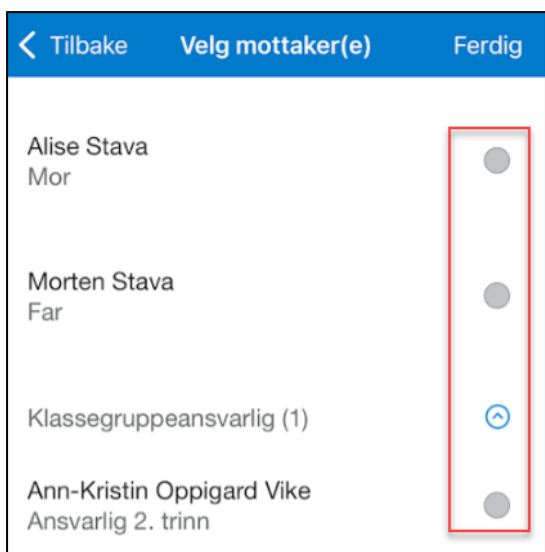 Tilbake Velg mottaker(e) Ferdig
Alise Stava
Mor
Morten Stava
Far
Klassegruppeansvarlig (1)
Ann-Kristin Oppigard Vike
Ansvarlig 2. trinn